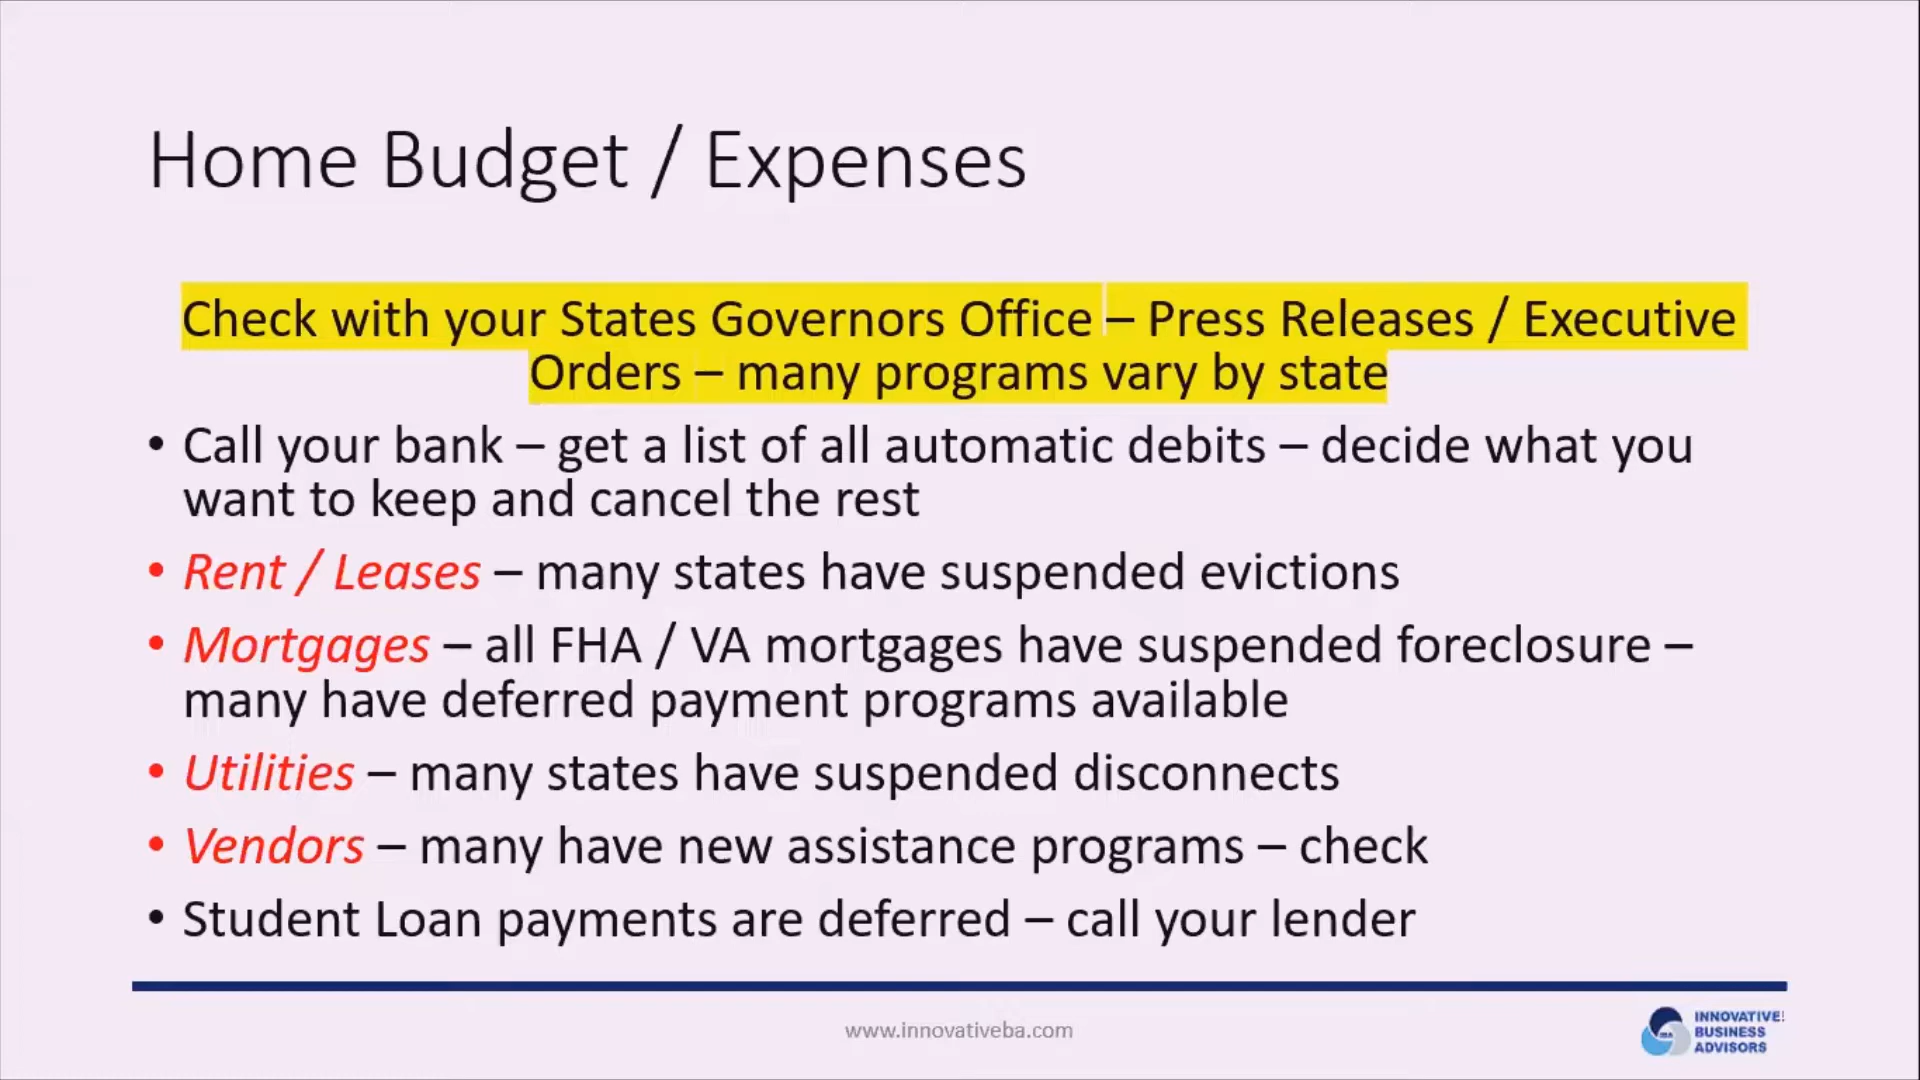 Home Budget / Expenses
Check with your States Governors Office – Press Releases / Executive
Orders – many programs vary by state
• Call your bank – get a list of all automatic debits – decide what you
want to keep and cancel the rest
• Rent / Leases – many states have suspended evictions
• Mortgages – all FHA / VA mortgages have suspended foreclosure –
many have deferred payment programs available
• Utilities – many states have suspended disconnects
• Vendors – many have new assistance programs – check
• Student Loan payments are deferred – call your lender
www.innovativeba.com
INNOVATIVE!
BUSINESS
ADVISORS